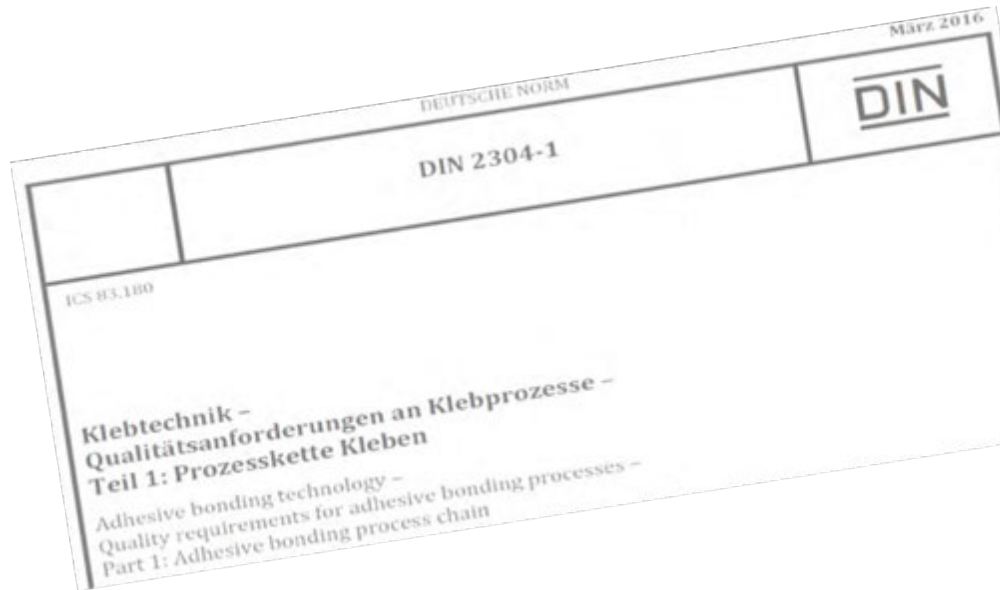 März 2016
DEUTSCHE NORM
DIN 2304-1
DIN
ICS 83.180
Klebtechnik –
Qualitätsanforderungen an Klebprozesse –
Teil 1: Prozesskette Kleben
Adhesive bonding technology –
Quality requirements for adhesive bonding processes –
Part 1: Adhesive bonding process chain